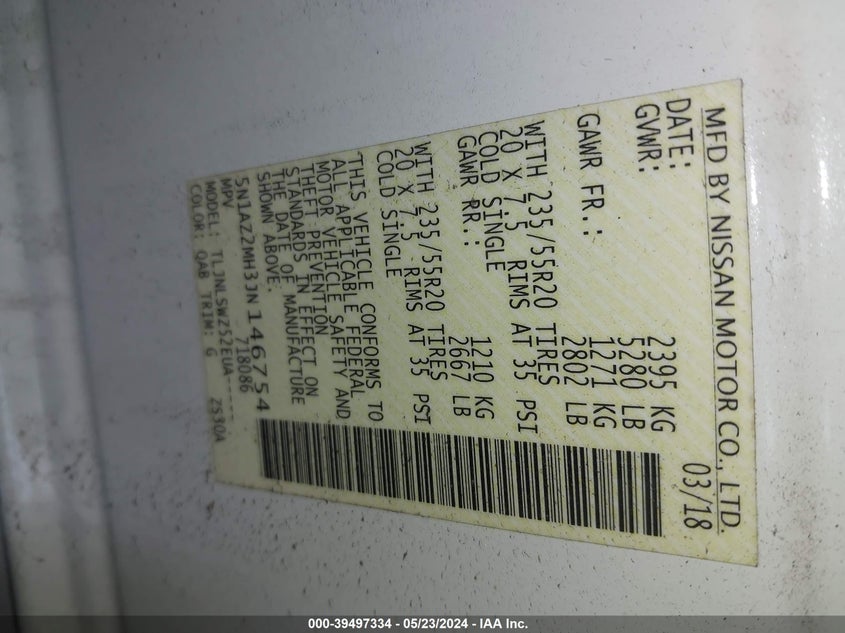 MFD BY NISSAN MOTOR CO., LTD.
DATE: 03/18
GVWR: 2395 KG
5280 LB
GAWR FR.: 1271 KG
2802 LB
WITH 235/55R20 TIRES
20 X 7.5 RIMS AT 35 PSI
COLD SINGLE
GAWR RR.: 1210 KG
2667 LB
WITH 235/55R20 TIRES
20 X 7.5 RIMS AT 35 PSI
COLD SINGLE
THIS VEHICLE CONFORMS TO
ALL APPLICABLE FEDERAL
MOTOR VEHICLE SAFETY AND
THEFT PREVENTION
STANDARDS IN EFFECT ON
THE DATE OF MANUFACTURE
SHOWN ABOVE.
5N1AZ2MH3JN146754
MPV 718086
MODEL: TLJNLSWZ52EUA-----
COLOR: QAB TRIM: G Z530A
000-39497334 - 05/23/2024 - IAA Inc.